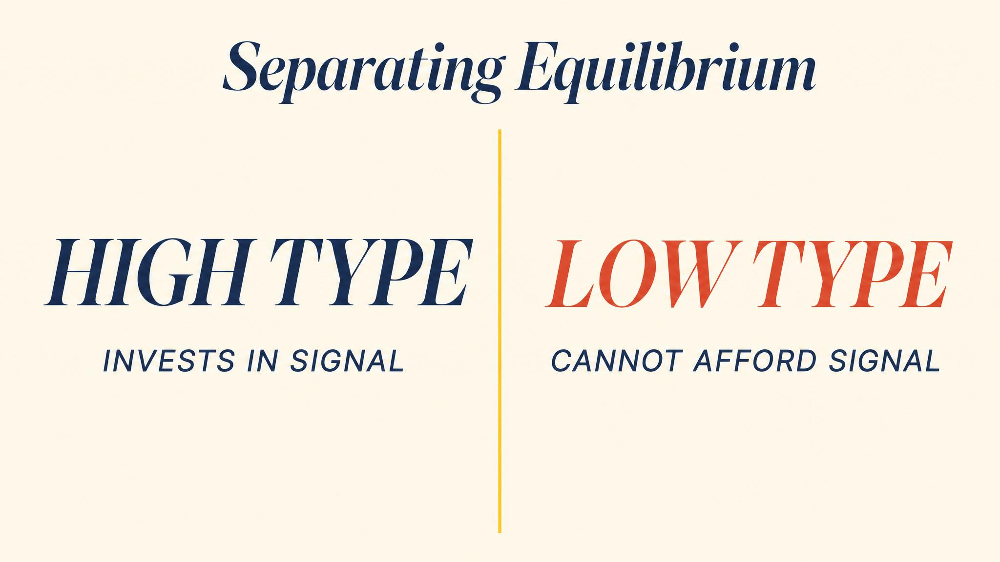 Separating Equilibrium
HIGH TYPE
INVESTS IN SIGNAL
LOW TYPE
CANNOT AFFORD SIGNAL